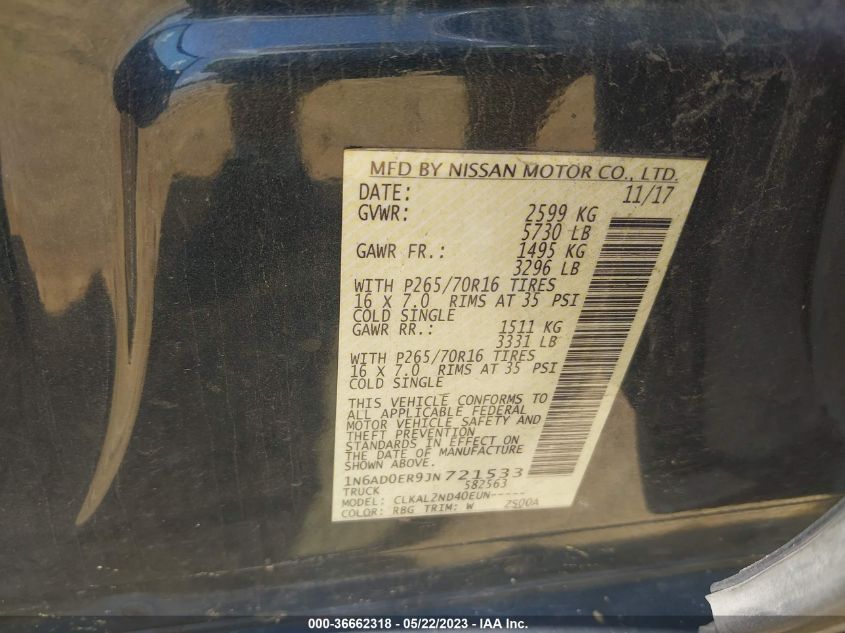 MFD BY NISSAN MOTOR CO., LTD.
DATE: 11/17
GVWR: 2599 KG
5730 LB
GAWR FR.: 1495 KG
3296 LB
WITH P265/70R16 TIRES
16 X 7.0 RIMS AT 35 PSI
COLD SINGLE
GAWR RR.: 1511 KG
3331 LB
WITH P265/70R16 TIRES
16 X 7.0 RIMS AT 35 PSI
COLD SINGLE
THIS VEHICLE CONFORMS TO
ALL APPLICABLE FEDERAL
MOTOR VEHICLE SAFETY AND
THEFT PREVENTION
STANDARDS IN EFFECT ON
THE DATE OF MANUFACTURE
SHOWN ABOVE.
1N6AD0ER9JN721533
TRUCK 582563
MODEL: CLKAL2ND40EUN-----
COLOR: RBG TRIM: W 2S00A
000-36662318 - 05/22/2023 - IAA Inc.